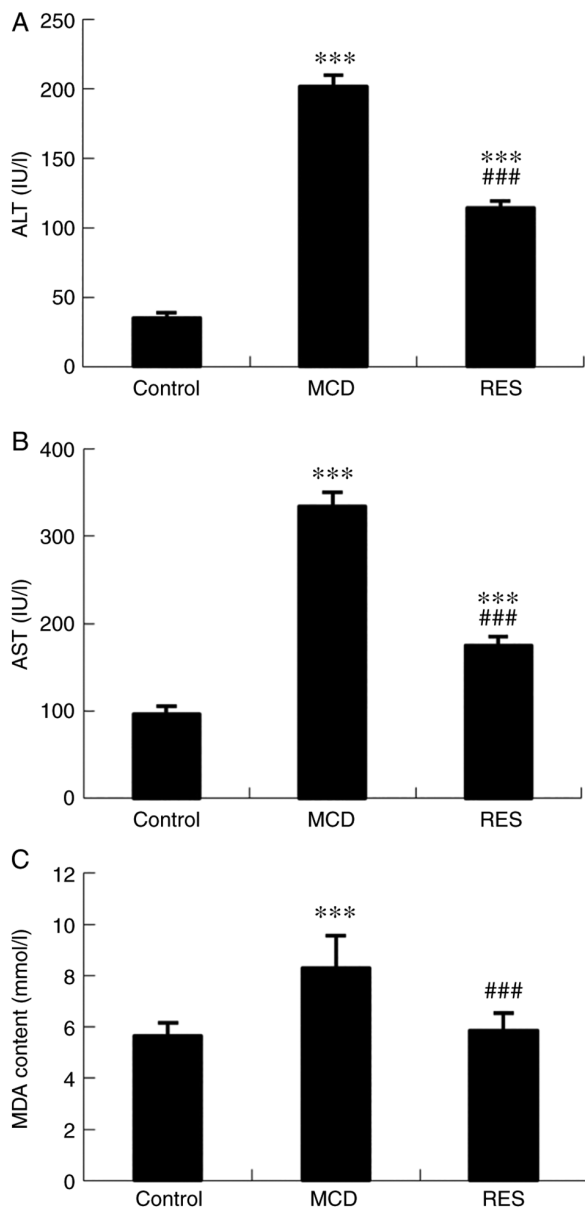 A
ALT (IU/l)
250
200
150
100
50
0
***
***
###
Control MCD RES
B
AST (IU/l)
400
300
200
100
0
***
***
###
Control MCD RES
C
MDA content (mmol/l)
12
10
8
6
4
2
0
***
###
Control MCD RES